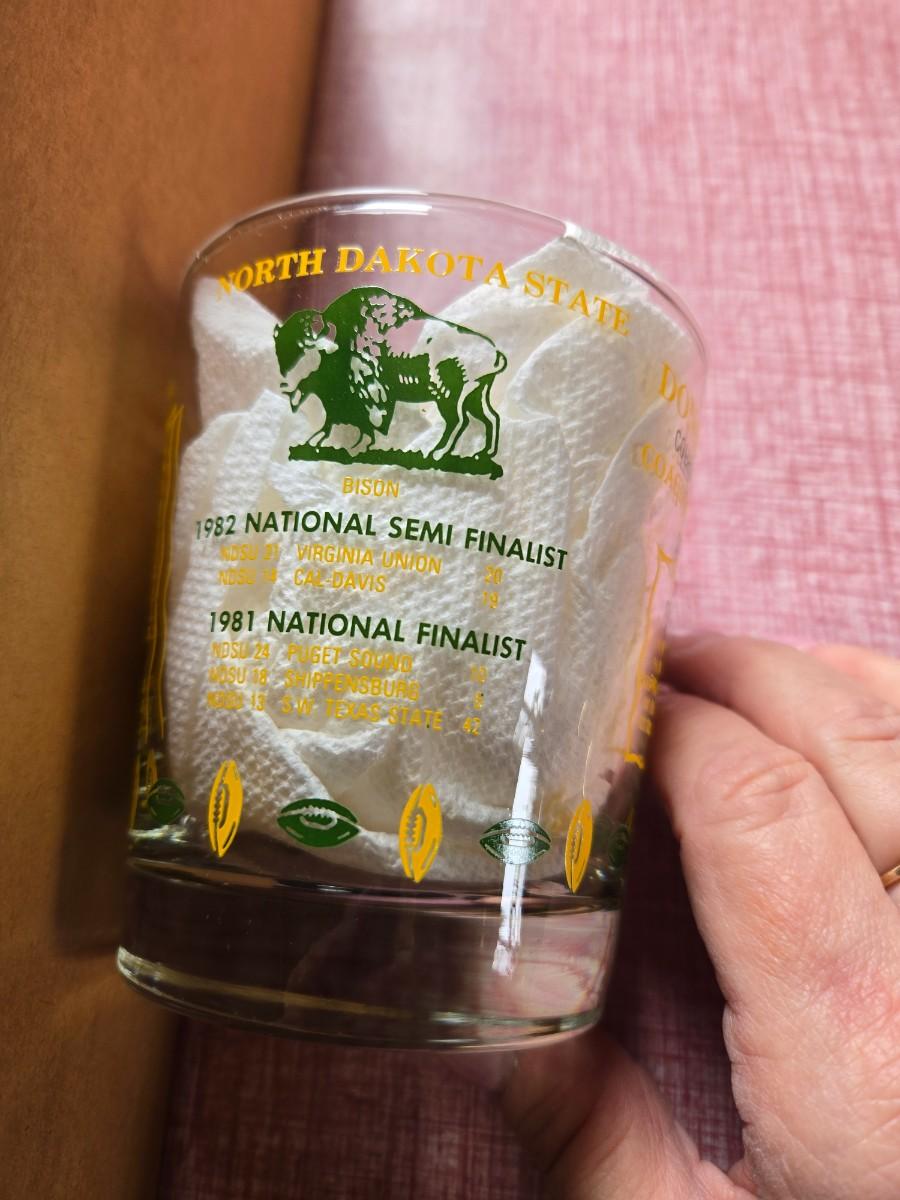 NORTH DAKOTA STATE
BISON
1982 NATIONAL SEMI FINALIST
NDSU 21 VIRGINIA UNION 20
NDSU 14 CAL-DAVIS 19
1981 NATIONAL FINALIST
NDSU 24 PUGET SOUND 10
NDSU 18 SHIPPENSBURG 6
NDSU 13 S.W. TEXAS STATE 42